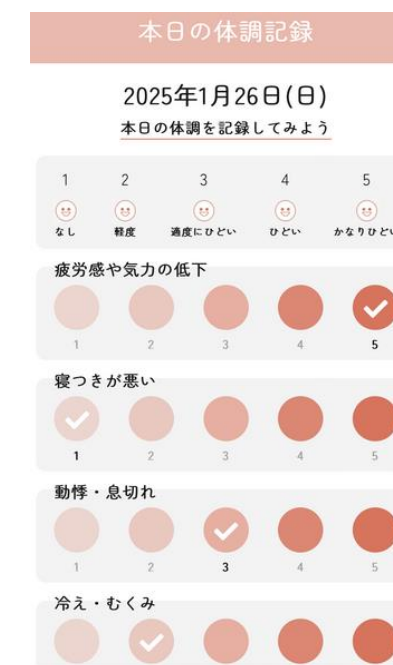 本日の体調記録
2025年1月26日(日)
本日の体調を記録してみよう
1 2 3 4 5
なし 軽度 適度にひどい ひどい かなりひどい
疲労感や気力の低下
1 2 3 4 5
寝つきが悪い
1 2 3 4 5
動悸・息切れ
1 2 3 4 5
冷え・むくみ